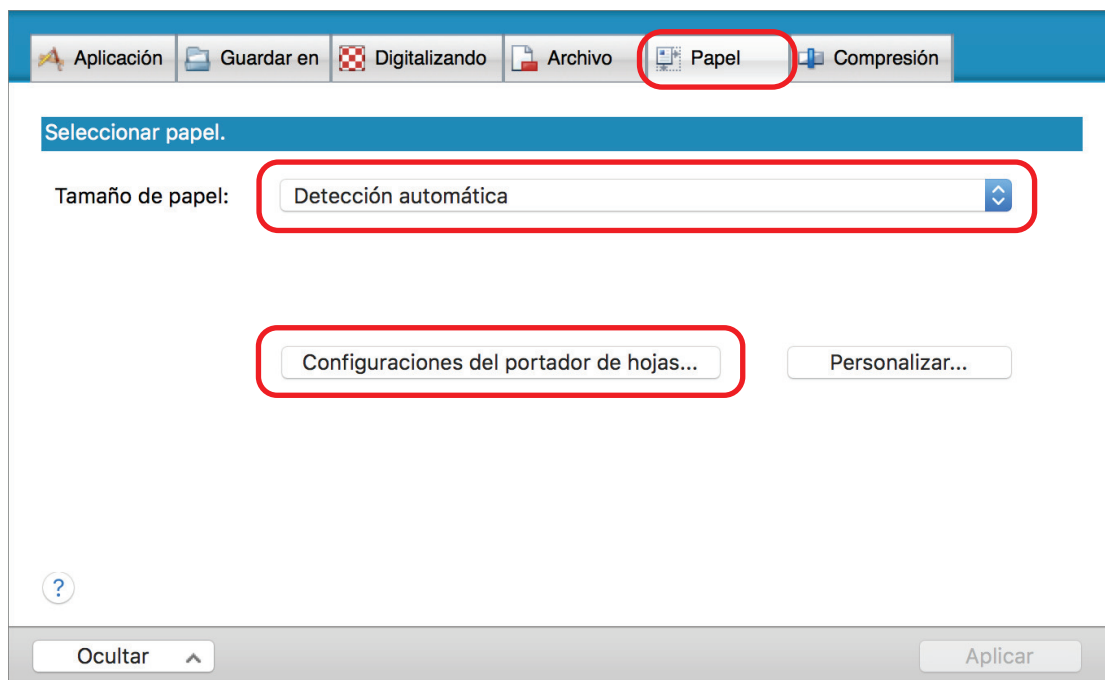 Aplicación Guardar en Digitalizando Archivo Papel Compresión
Seleccionar papel.
Tamaño de papel: Detección automática
Configuraciones del portador de hojas... Personalizar...
?
Ocultar Aplicar